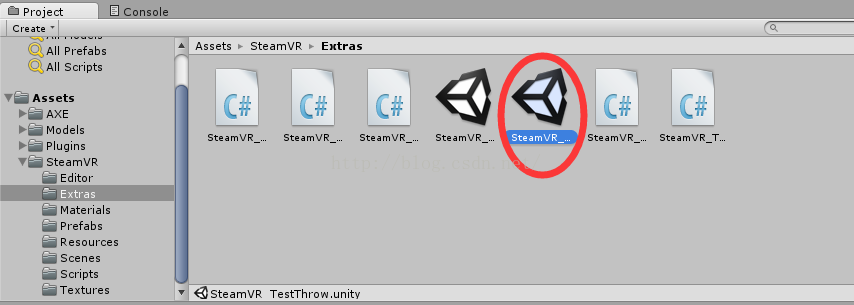 Project
Console
Create
All Models
All Prefabs
All Scripts
Assets
AXE
Models
Plugins
SteamVR
Editor
Extras
Materials
Prefabs
Resources
Scenes
Scripts
Textures
Assets SteamVR Extras
C# C# C# C# C#
SteamVR_... SteamVR_... SteamVR_... SteamVR_... SteamVR_... SteamVR_... SteamVR_T...
http://blog.csdn.net/
SteamVR_TestThrow.unity